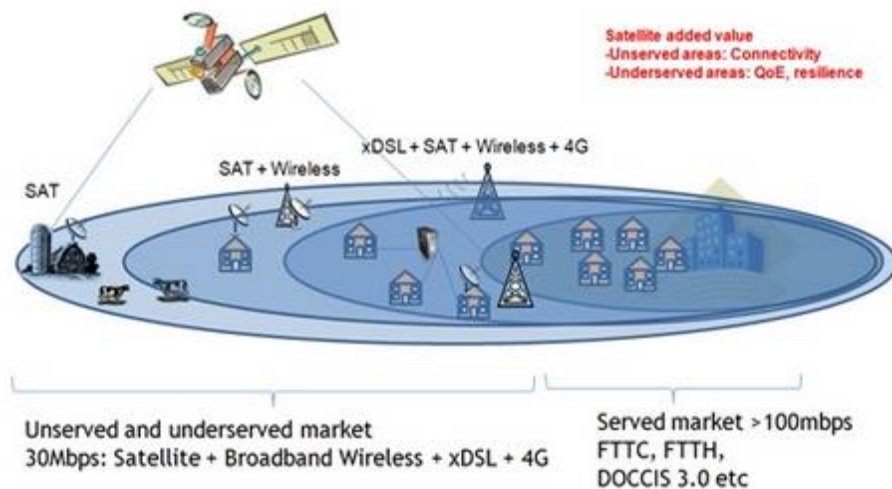 Satellite added value
-Unserved areas: Connectivity
-Underserved areas: QoE, resilience
xDSL + SAT + Wireless + 4G
SAT + Wireless
SAT
Unserved and underserved market
30Mbps: Satellite + Broadband Wireless + xDSL + 4G
Served market >100mbps
FTTC, FTTH,
DOCCIS 3.0 etc